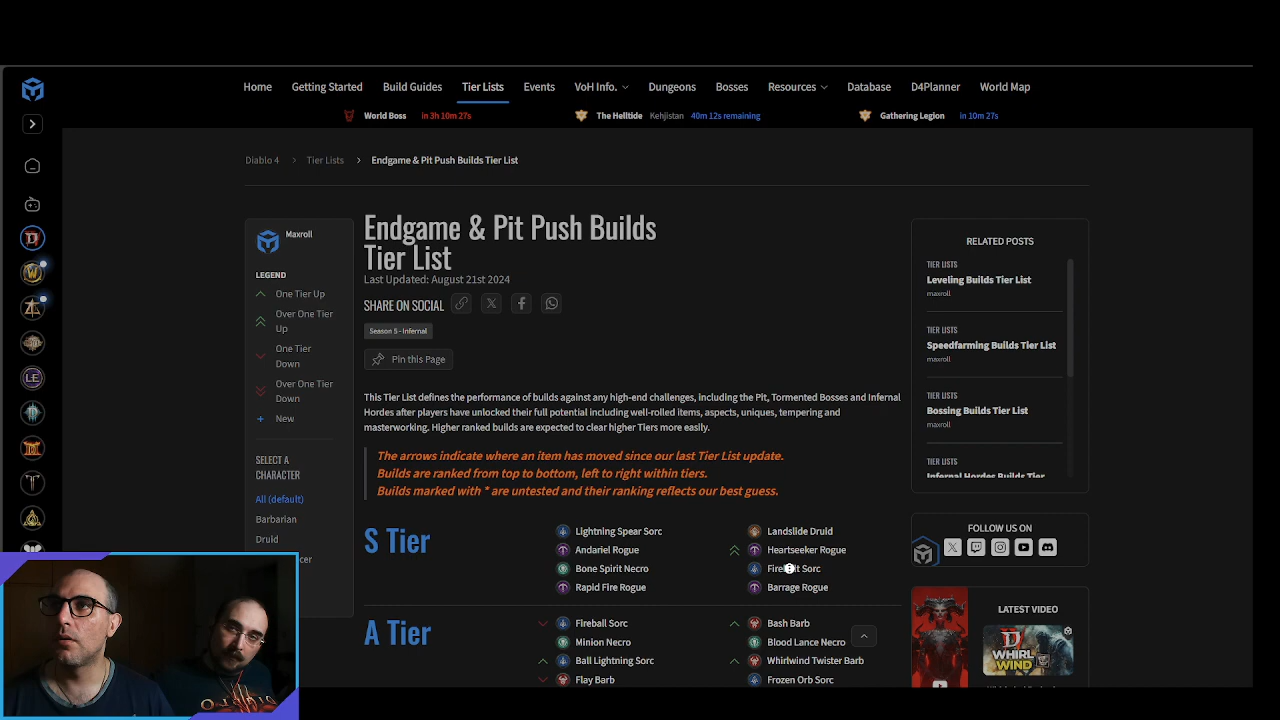 Home Getting Started Build Guides Tier Lists Events VoH Info. Dungeons Bosses Resources Database D4Planner World Map
World Boss in 3h 10m 27s The Helltide Kehjistan 40m 12s remaining Gathering Legion in 10m 27s
Diablo 4 > Tier Lists > Endgame & Pit Push Builds Tier List
Maxroll
LEGEND
One Tier Up
Over One Tier
Up
One Tier
Down
Over One Tier
Down
+ New
SELECT A
CHARACTER
All (default)
Barbarian
Druid
Endgame & Pit Push Builds
Tier List
Last Updated: August 21st 2024
SHARE ON SOCIAL
Season 5 - Infernal
Pin this Page
This Tier List defines the performance of builds against any high-end challenges, including the Pit, Tormented Bosses and Infernal
Hordes after players have unlocked their full potential including well-rolled items, aspects, uniques, tempering and
masterworking. Higher ranked builds are expected to clear higher Tiers more easily.
The arrows indicate where an item has moved since our last Tier List update.
Builds are ranked from top to bottom, left to right within tiers.
Builds marked with * are untested and their ranking reflects our best guess.
S Tier
Lightning Spear Sorc Landslide Druid
Andariel Rogue Heartseeker Rogue
Bone Spirit Necro Sorc
Rapid Fire Rogue Barrage Rogue
A Tier
Fireball Sorc Bash Barb
Minion Necro Blood Lance Necro
Ball Lightning Sorc Whirlwind Twister Barb
Flay Barb Frozen Orb Sorc
RELATED POSTS
TIER LISTS
Leveling Builds Tier List
maxroll
TIER LISTS
Speedfarming Builds Tier List
maxroll
TIER LISTS
Bossing Builds Tier List
maxroll
TIER LISTS
Infernal Hordes Builds Tier
FOLLOW US ON
LATEST VIDEO
WHIRL
WIND